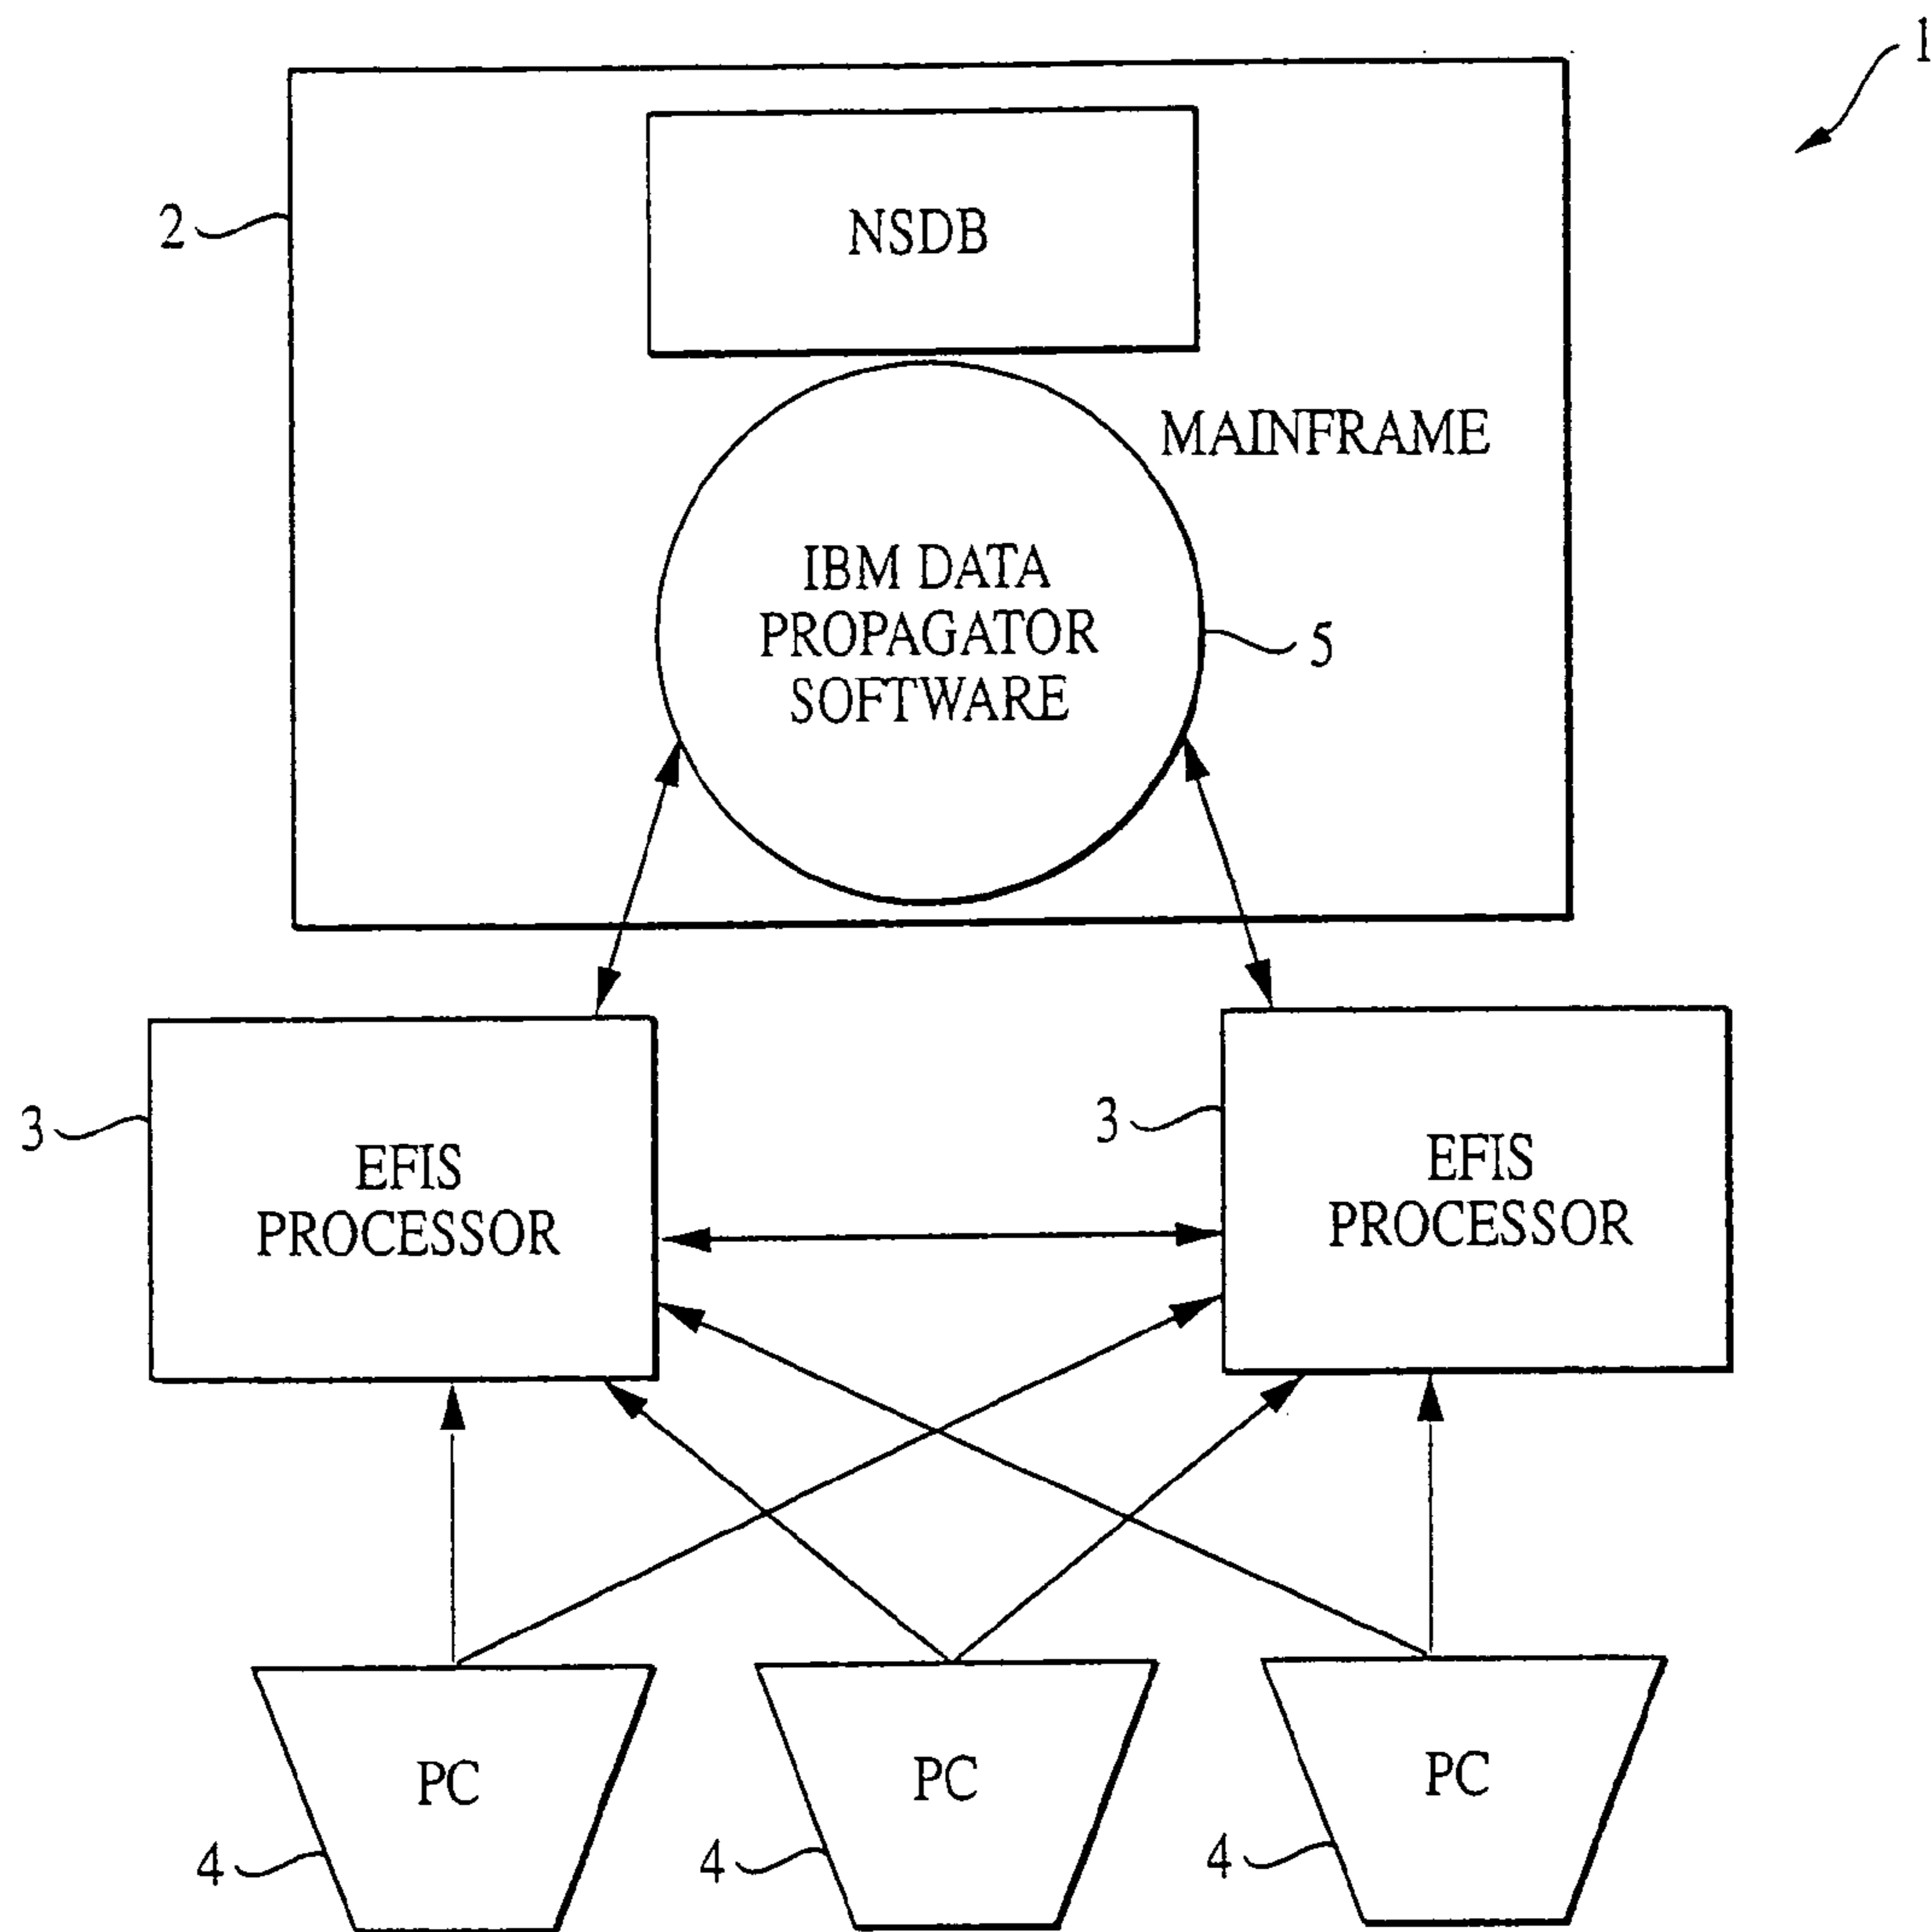 1
NSDB
2
MAINFRAME
IBM DATA
PROPAGATOR
SOFTWARE
5
3
EFIS
PROCESSOR
3
EFIS
PROCESSOR
PC
4
PC
4
PC
4